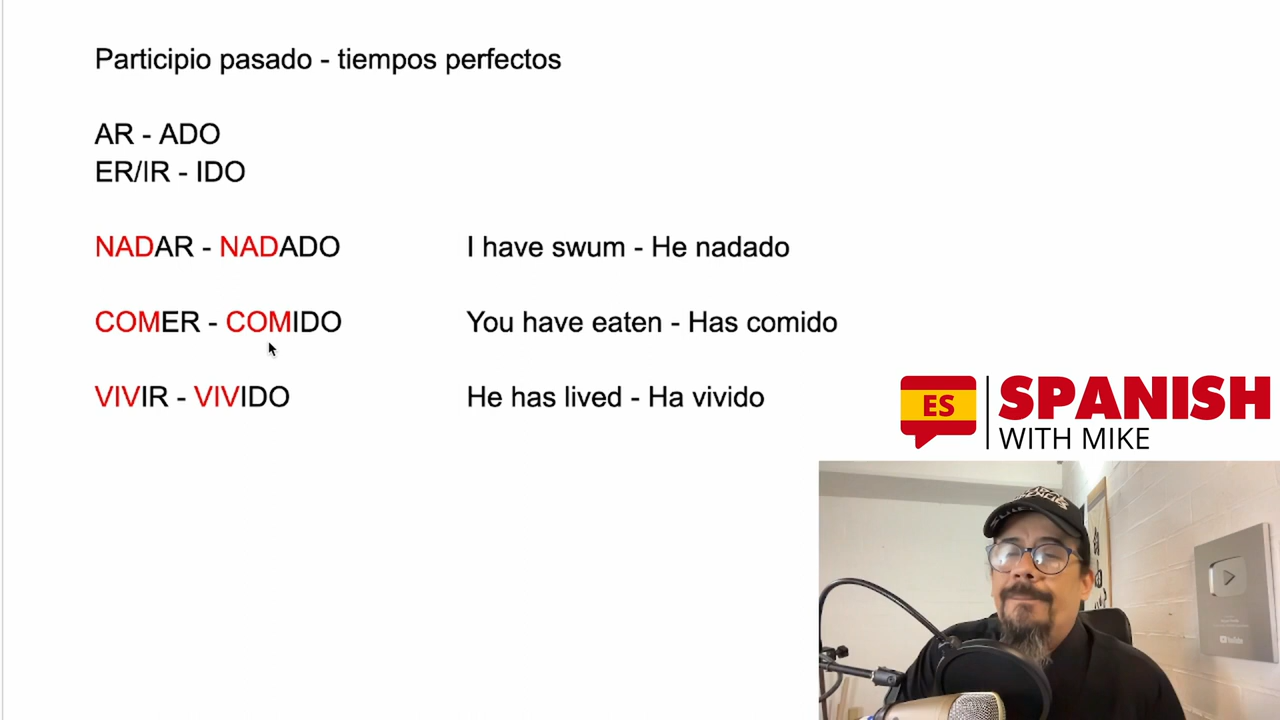 Participio pasado - tiempos perfectos
AR - ADO
ER/IR - IDO
NADAR - NADADO
I have swum - He nadado
COMER - COMIDO
You have eaten - Has comido
VIVIR - VIVIDO
He has lived - Ha vivido
ES
SPANISH
WITH MIKE
YouTube